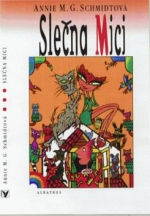 ANNIE M. G. SCHMIDTOVÁ
Slečna Mici
ALBATROS
Annie M. G. Schmidtová
SLEČNA MICI